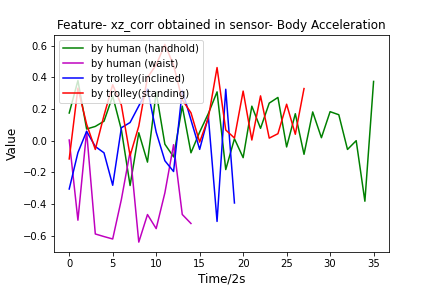 Feature- xz_corr obtained in sensor- Body Acceleration
by human (handhold)
by human (waist)
by trolley(inclined)
by trolley(standing)
Value
0.6
0.4
0.2
0.0
−0.2
−0.4
−0.6
0 5 10 15 20 25 30 35
Time/2s